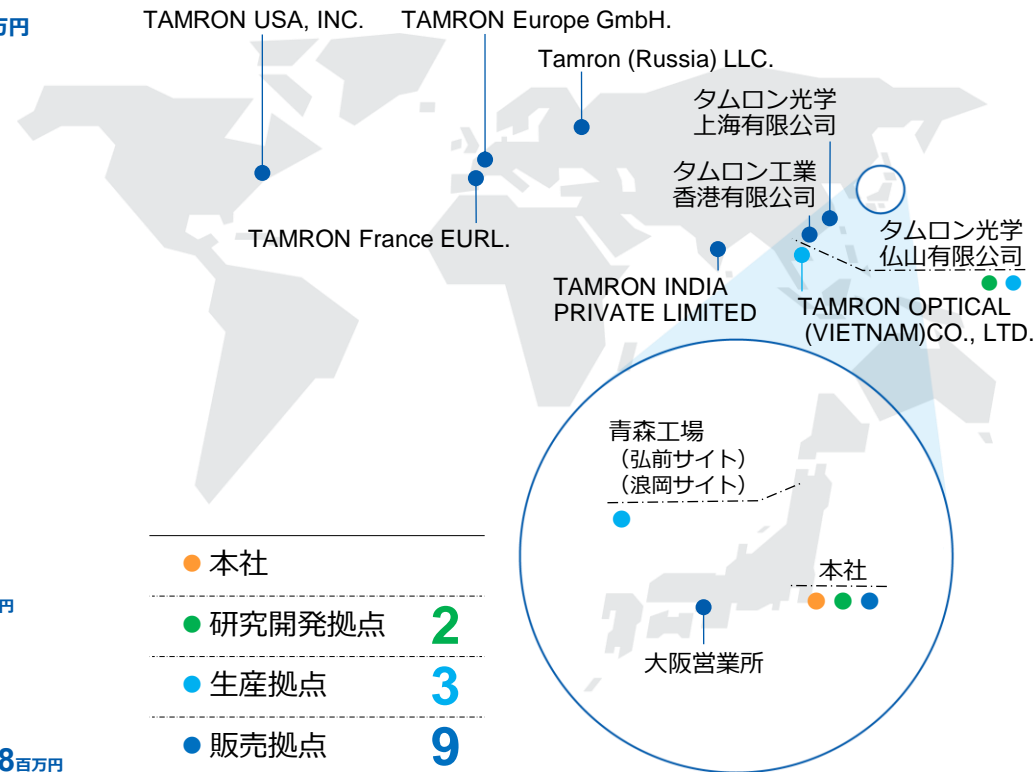 万円
TAMRON USA, INC.
TAMRON Europe GmbH.
Tamron (Russia) LLC.
タムロン光学
上海有限公司
タムロン工業
香港有限公司
タムロン光学
仏山有限公司
TAMRON France EURL.
TAMRON INDIA
PRIVATE LIMITED
TAMRON OPTICAL
(VIETNAM)CO., LTD.
青森工場
（弘前サイト）
（浪岡サイト）
本社
大阪営業所
本社
研究開発拠点 2
生産拠点 3
販売拠点 9
円
8百万円